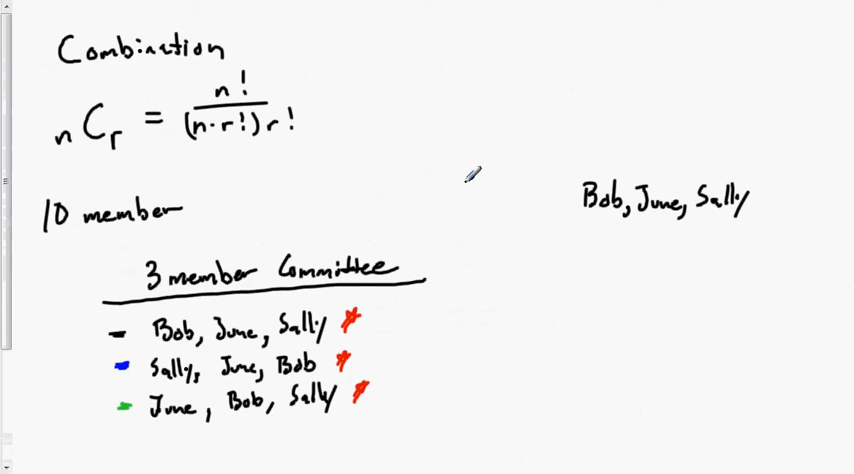 Combination
nCr = n! / (n·r!)r!
10 member
Bob, June, Sally
3 member Committee
- Bob, June, Sally *
- Sally, June, Bob *
- June, Bob, Sally *